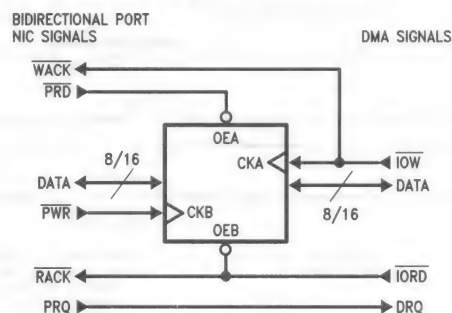 BIDIRECTIONAL PORT
NIC SIGNALS
DMA SIGNALS
WACK
PRD
OEA
8/16
CKA
IOW
DATA
DATA
PWR
CKB
8/16
OEB
RACK
IORD
PRQ
DRQ